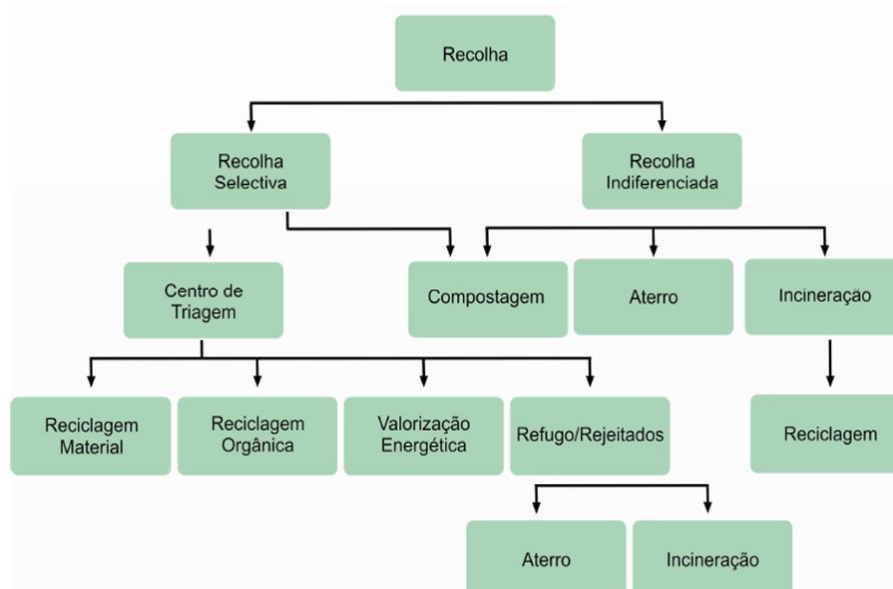 Recolha
Recolha
Selectiva
Recolha
Indiferenciada
Centro de
Triagem
Compostagem
Aterro
Incineração
Reciclagem
Material
Reciclagem
Orgânica
Valorização
Energética
Refugo/Rejeitados
Reciclagem
Aterro
Incineração